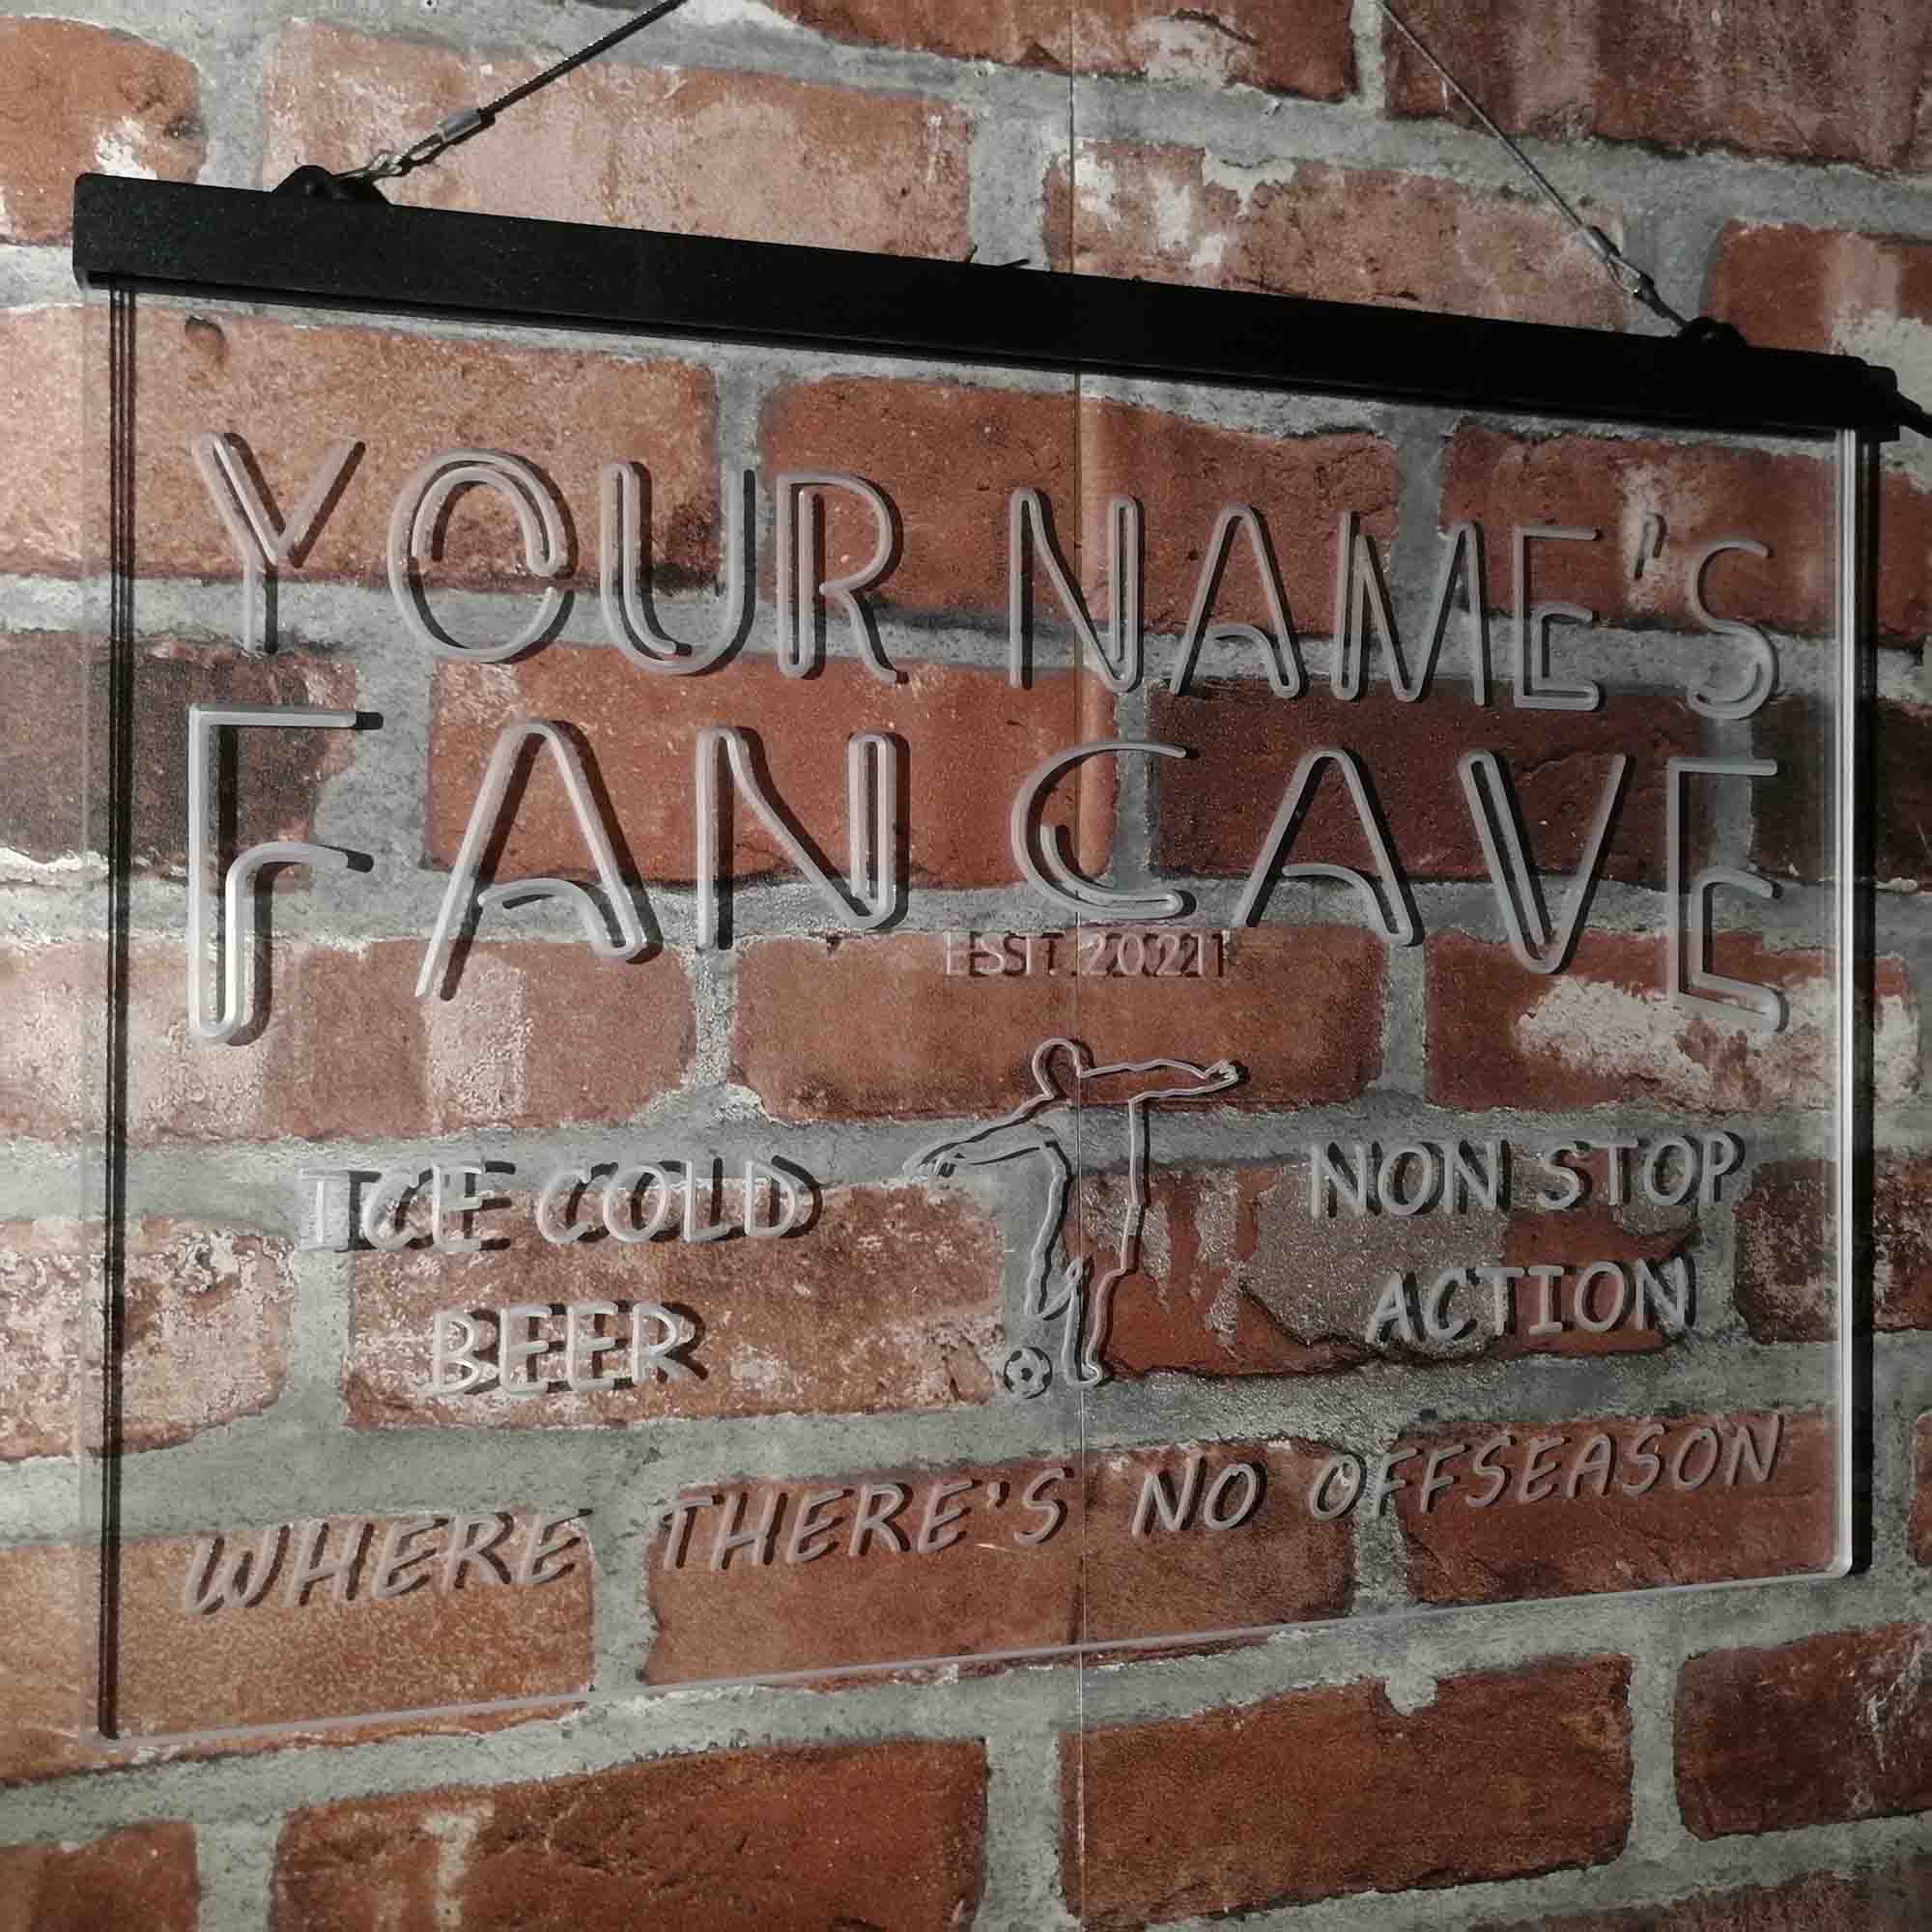 YOUR NAME'S
FAN CAVE
EST. 2021
ICE COLD
BEER
NON STOP
ACTION
WHERE THERE'S NO OFFSEASON